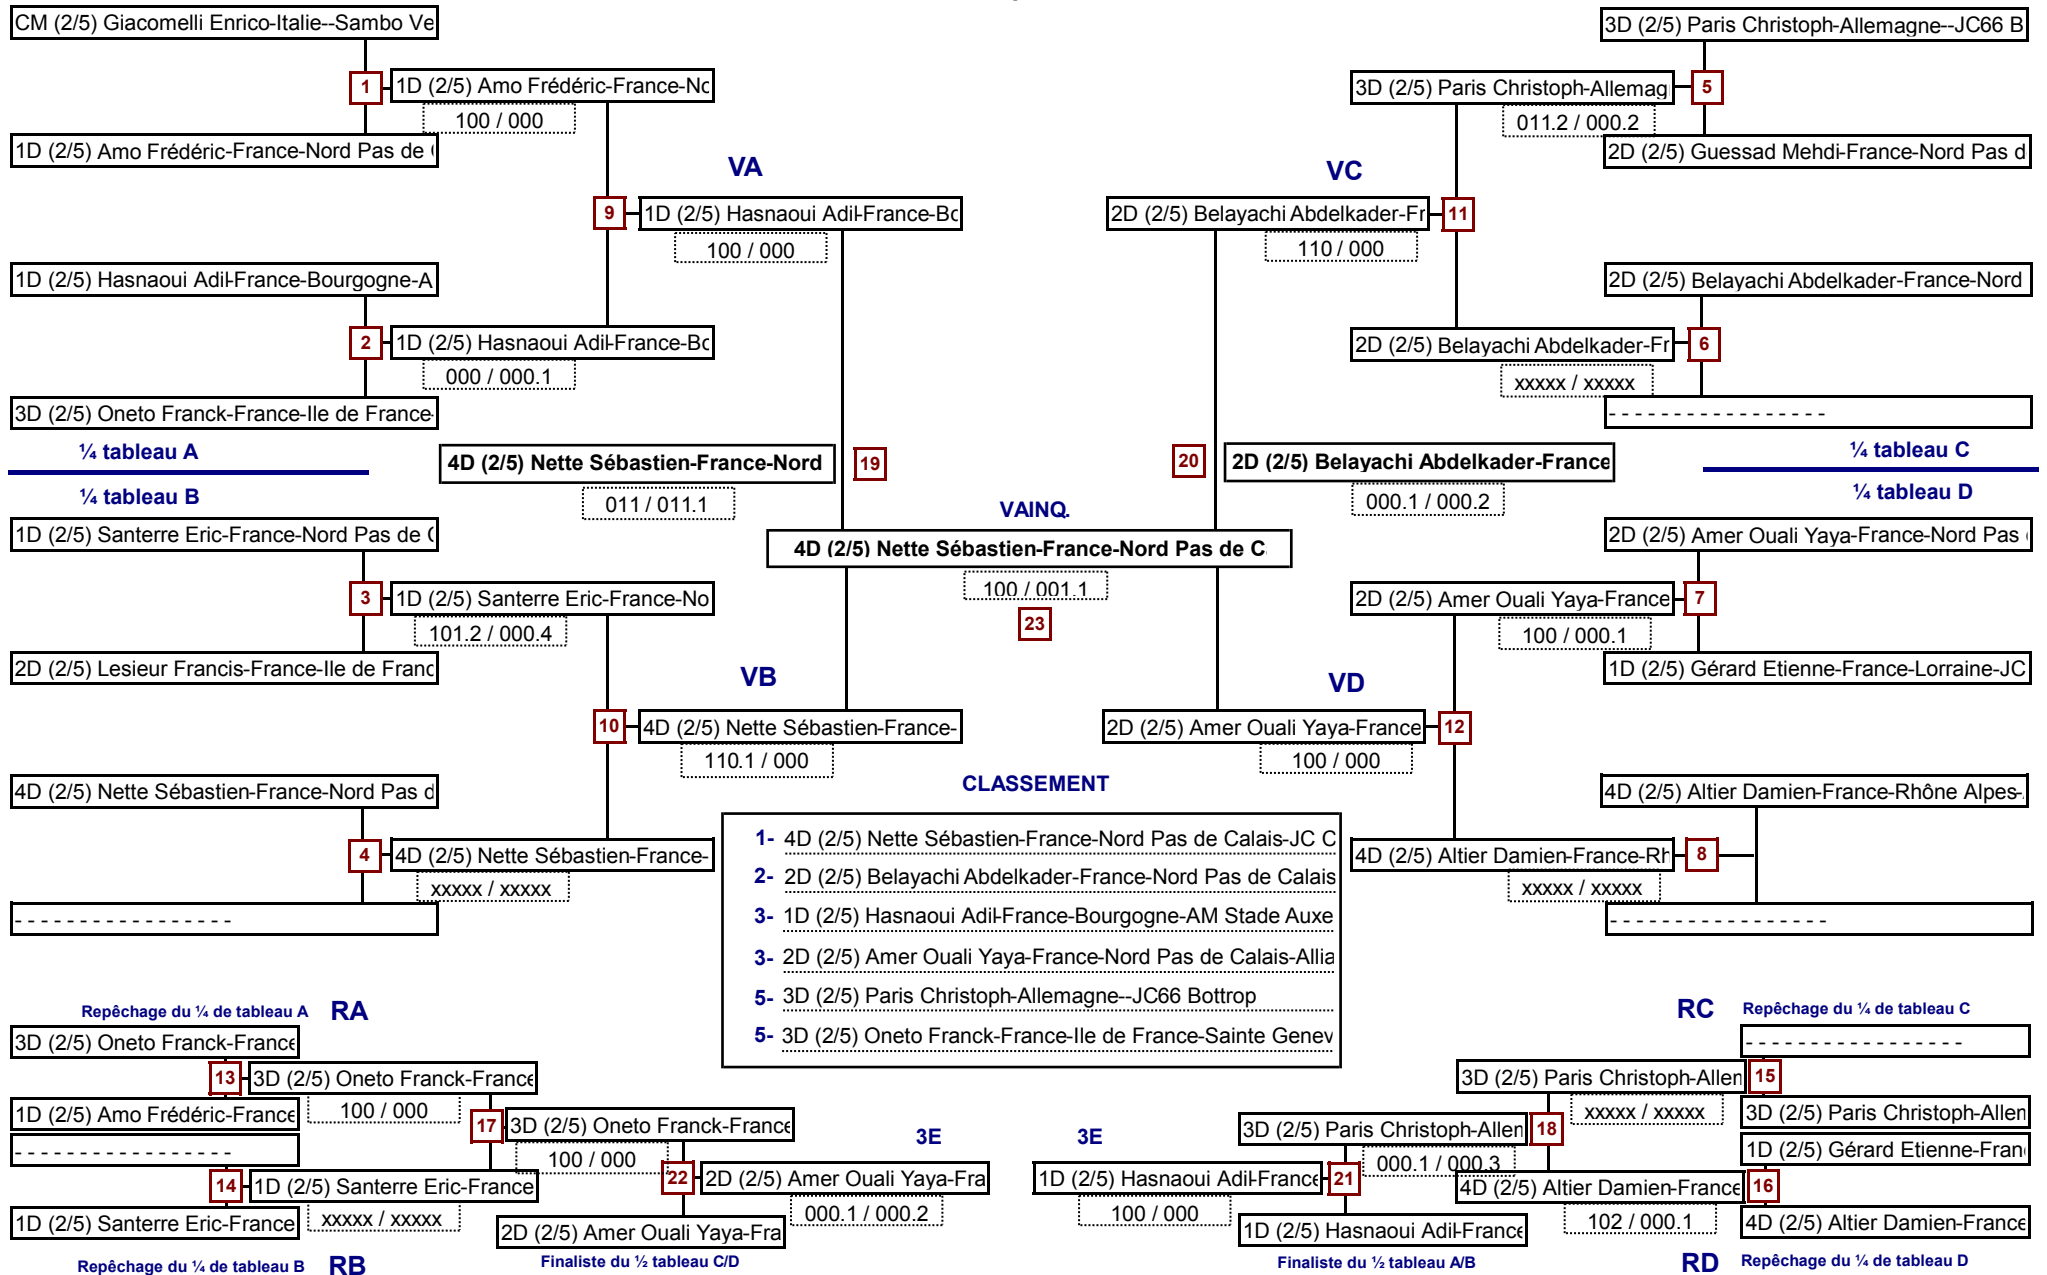 CM (2/5) Giacomelli Enrico-Italie--Sambo Ve
1
1D (2/5) Amo Frédéric-France-No
100 / 000
1D (2/5) Amo Frédéric-France-Nord Pas de
VA
9
1D (2/5) Hasnaoui Adil-France-Bo
100 / 000
1D (2/5) Hasnaoui Adil-France-Bourgogne-A
2
1D (2/5) Hasnaoui Adil-France-Bo
000 / 000.1
3D (2/5) Oneto Franck-France-Ile de France-
¼ tableau A
¼ tableau B
4D (2/5) Nette Sébastien-France-Nord
19
011 / 011.1
1D (2/5) Santerre Eric-France-Nord Pas de C
3
1D (2/5) Santerre Eric-France-No
101.2 / 000.4
2D (2/5) Lesieur Francis-France-Ile de Franc
VB
10
4D (2/5) Nette Sébastien-France-
110.1 / 000
4D (2/5) Nette Sébastien-France-Nord Pas d
4
4D (2/5) Nette Sébastien-France-
xxxxx / xxxxx
- - - - - - - - - - - - - - - - -
VAINQ.
4D (2/5) Nette Sébastien-France-Nord Pas de C
100 / 001.1
23
3D (2/5) Paris Christoph-Allemagne--JC66 B
3D (2/5) Paris Christoph-Allemag
5
011.2 / 000.2
2D (2/5) Guessad Mehdi-France-Nord Pas d
VC
2D (2/5) Belayachi Abdelkader-Fr
11
110 / 000
2D (2/5) Belayachi Abdelkader-France-Nord
2D (2/5) Belayachi Abdelkader-Fr
6
xxxxx / xxxxx
- - - - - - - - - - - - - - - - -
20
2D (2/5) Belayachi Abdelkader-France
000.1 / 000.2
¼ tableau C
¼ tableau D
2D (2/5) Amer Ouali Yaya-France-Nord Pas
2D (2/5) Amer Ouali Yaya-France
7
100 / 000.1
1D (2/5) Gérard Etienne-France-Lorraine-JC
VD
2D (2/5) Amer Ouali Yaya-France
12
100 / 000
4D (2/5) Altier Damien-France-Rhône Alpes-
4D (2/5) Altier Damien-France-Rh
8
xxxxx / xxxxx
- - - - - - - - - - - - - - - - -
CLASSEMENT
1- 4D (2/5) Nette Sébastien-France-Nord Pas de Calais-JC C
2- 2D (2/5) Belayachi Abdelkader-France-Nord Pas de Calais
3- 1D (2/5) Hasnaoui Adil-France-Bourgogne-AM Stade Auxe
3- 2D (2/5) Amer Ouali Yaya-France-Nord Pas de Calais-Allia
5- 3D (2/5) Paris Christoph-Allemagne--JC66 Bottrop
5- 3D (2/5) Oneto Franck-France-Ile de France-Sainte Genev
Repêchage du ¼ de tableau A RA
3D (2/5) Oneto Franck-France
13
3D (2/5) Oneto Franck-France
1D (2/5) Amo Frédéric-France
100 / 000
- - - - - - - - - - - - - - - - -
17
3D (2/5) Oneto Franck-France
100 / 000
14
1D (2/5) Santerre Eric-France
1D (2/5) Santerre Eric-France
xxxxx / xxxxx
Repêchage du ¼ de tableau B RB
3E
22
2D (2/5) Amer Ouali Yaya-Fra
000.1 / 000.2
2D (2/5) Amer Ouali Yaya-Fra
Finaliste du ½ tableau C/D
RC Repêchage du ¼ de tableau C
- - - - - - - - - - - - - - - - -
3D (2/5) Paris Christoph-Allen
15
xxxxx / xxxxx
3D (2/5) Paris Christoph-Allen
3E
3D (2/5) Paris Christoph-Allen
18
000.1 / 000.3
1D (2/5) Gérard Etienne-Fran
1D (2/5) Hasnaoui Adil-France
21
100 / 000
4D (2/5) Altier Damien-France
16
102 / 000.1
4D (2/5) Altier Damien-France
1D (2/5) Hasnaoui Adil-France
Finaliste du ½ tableau A/B
RD Repêchage du ¼ de tableau D